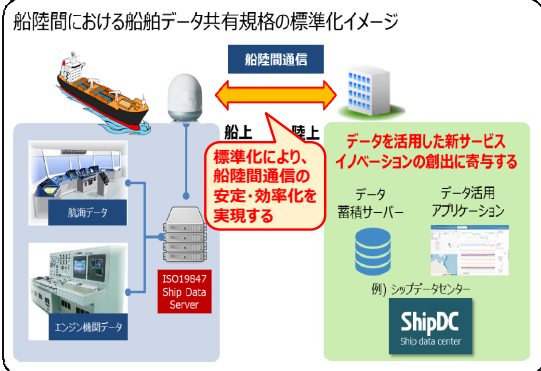 船陸間における船舶データ共有規格の標準化イメージ
船陸間通信
船上
陸上
標準化により、
船陸間通信の
安定・効率化を
実現する
データを活用した新サービス
イノベーションの創出に寄与する
航海データ
エンジン機関データ
ISO19847
Ship Data
Server
データ
蓄積サーバー
データ活用
アプリケーション
例）シップデータセンター
ShipDC
Ship data center